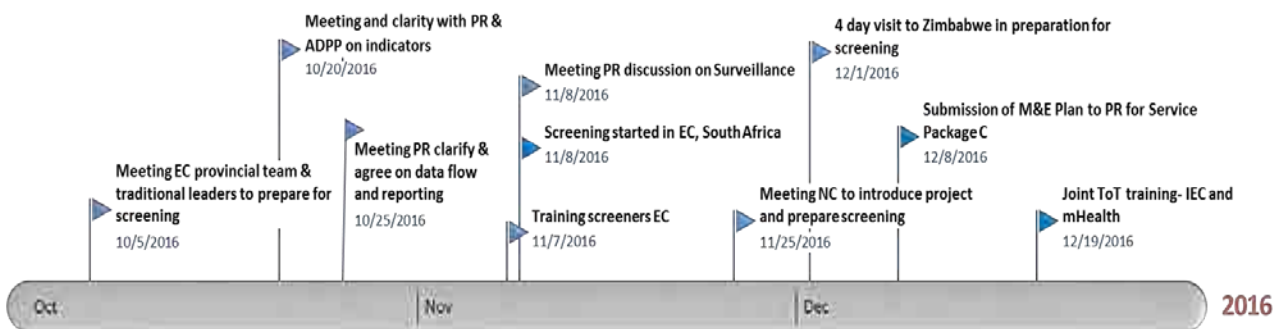 Meeting and clarity with PR &
ADPP on indicators
10/20/2016
4 day visit to Zimbabwe in preparation for
screening
12/1/2016
Meeting PR discussion on Surveillance
11/8/2016
Submission of M&E Plan to PR for Service
Package C
12/8/2016
Screening started in EC, South Africa
11/8/2016
Meeting PR clarify &
agree on data flow
and reporting
10/25/2016
Meeting EC provincial team &
traditional leaders to prepare for
screening
10/5/2016
Training screeners EC
11/7/2016
Meeting NC to introduce project
and prepare screening
11/25/2016
Joint ToT training- IEC and
mHealth
12/19/2016
Oct
Nov
Dec
2016